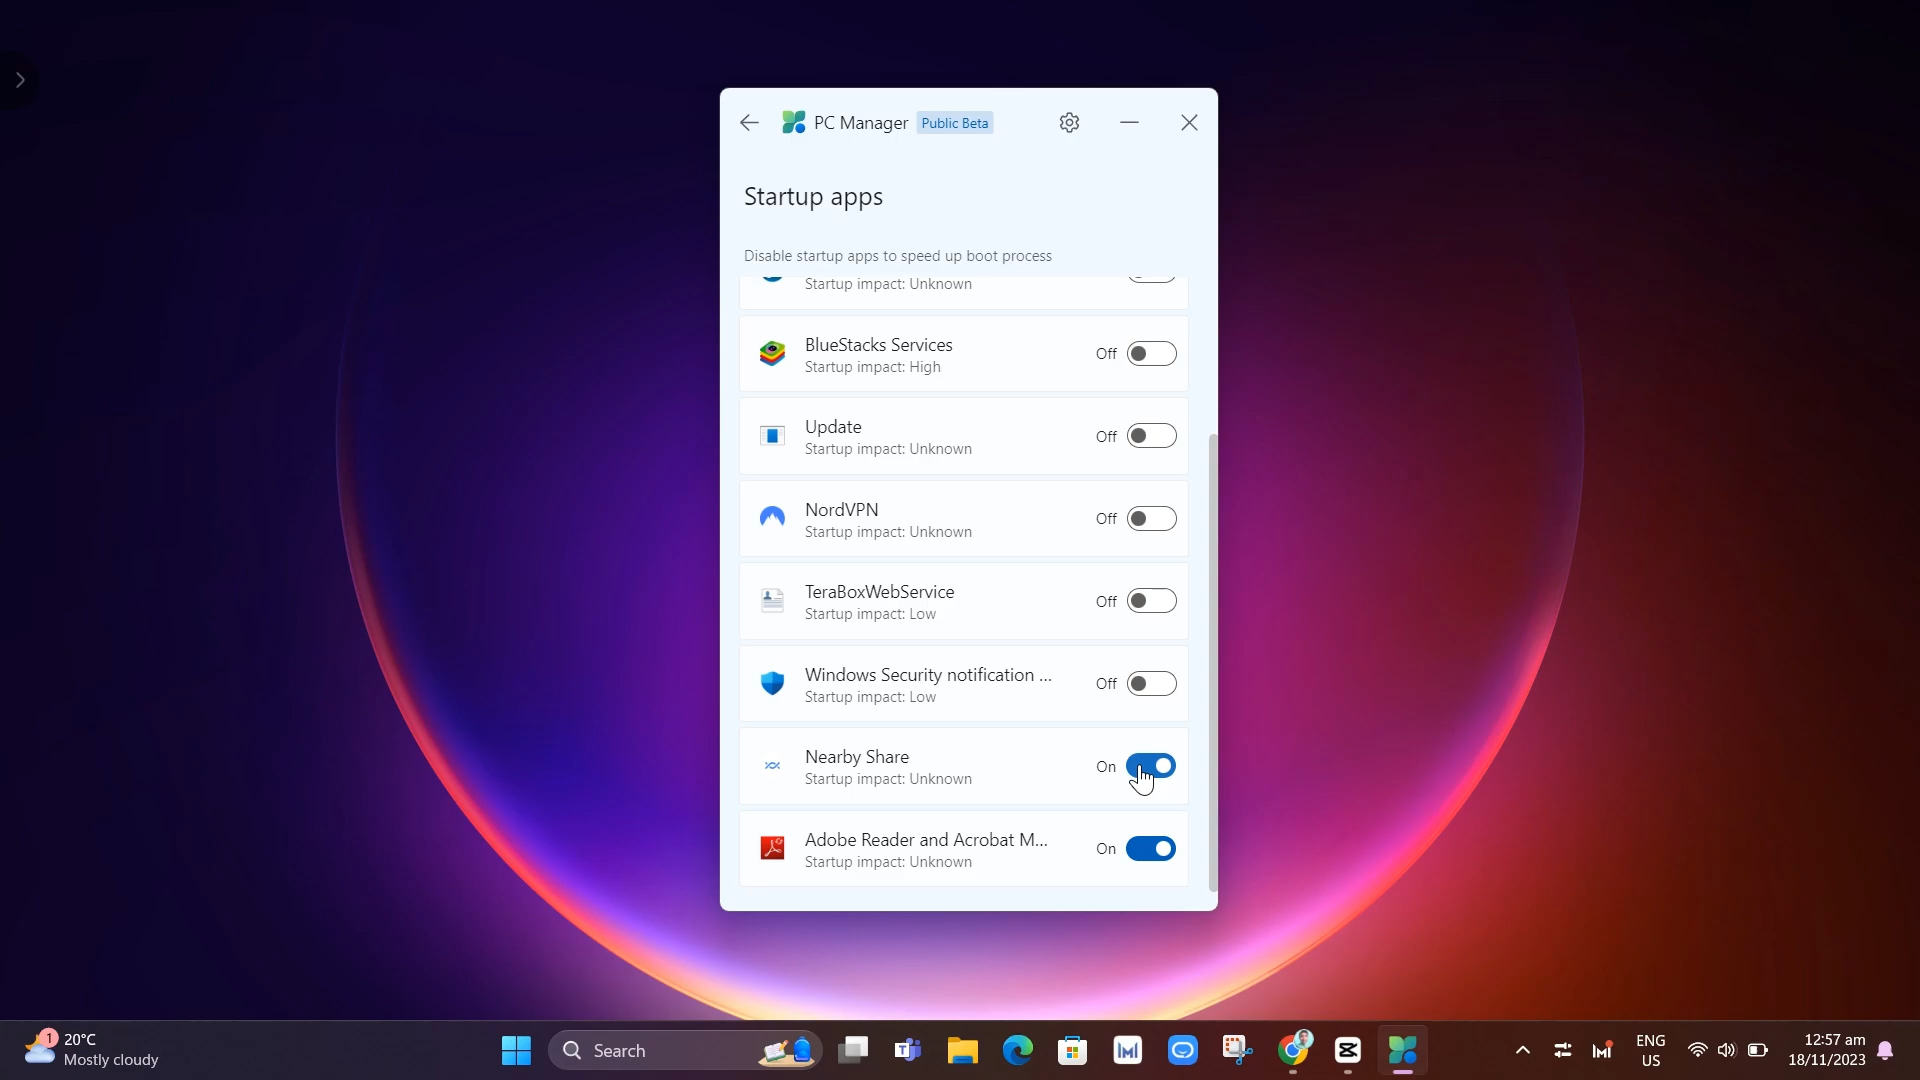 PC Manager Public Beta
Startup apps
Disable startup apps to speed up boot process
Startup impact: Unknown
BlueStacks Services
Startup impact: High
Off
Update
Startup impact: Unknown
Off
NordVPN
Startup impact: Unknown
Off
TeraBoxWebService
Startup impact: Low
Off
Windows Security notification ...
Startup impact: Low
Off
Nearby Share
Startup impact: Unknown
On
Adobe Reader and Acrobat M...
Startup impact: Unknown
On
1
20°C
Mostly cloudy
Search
ENG
US
12:57 am
18/11/2023